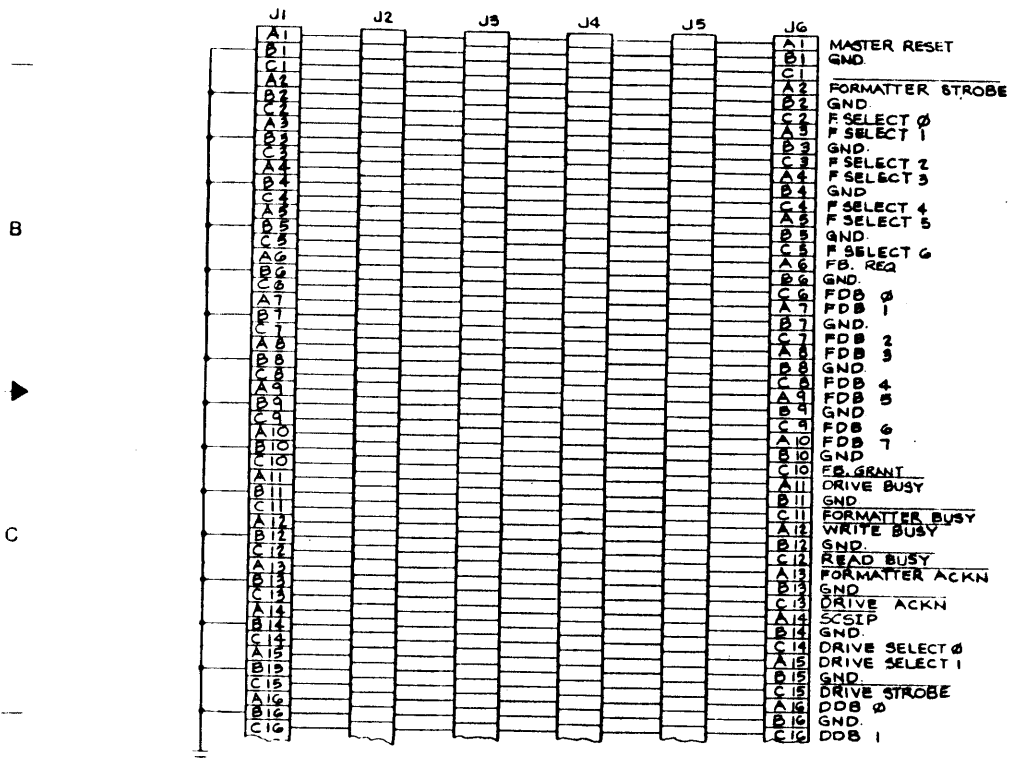 J1 J2 J3 J4 J5 J6
A1 A1 MASTER RESET
B1 B1 GND.
C1 C1
A2 A2 FORMATTER STROBE
B2 B2 GND.
C2 C2 F. SELECT Ø
A3 A3 F SELECT 1
B3 B3 GND.
C3 C3 F SELECT 2
A4 A4 F SELECT 3
B4 B4 GND
C4 C4 F SELECT 4
A5 A5 F SELECT 5
B5 B5 GND.
C5 C5 F SELECT 6
A6 A6 FB. REQ
B6 B6 GND.
C6 C6 FDB Ø
A7 A7 FDB 1
B7 B7 GND.
C7 C7 FDB 2
A8 A8 FDB 3
B8 B8 GND.
C8 C8 FDB 4
A9 A9 FDB 5
B9 B9 GND
C9 C9 FDB 6
A10 A10 FDB 7
B10 B10 GND
C10 C10 FB. GRANT
A11 A11 DRIVE BUSY
B11 B11 GND
C11 C11 FORMATTER BUSY
A12 A12 WRITE BUSY
B12 B12 GND.
C12 C12 READ BUSY
A13 A13 FORMATTER ACKN
B13 B13 GND
C13 C13 DRIVE ACKN
A14 A14 SCSIP
B14 B14 GND.
C14 C14 DRIVE SELECT Ø
A15 A15 DRIVE SELECT 1
B15 B15 GND.
C15 C15 DRIVE STROBE
A16 A16 DDB Ø
B16 B16 GND.
C16 C16 DDB 1
B
C